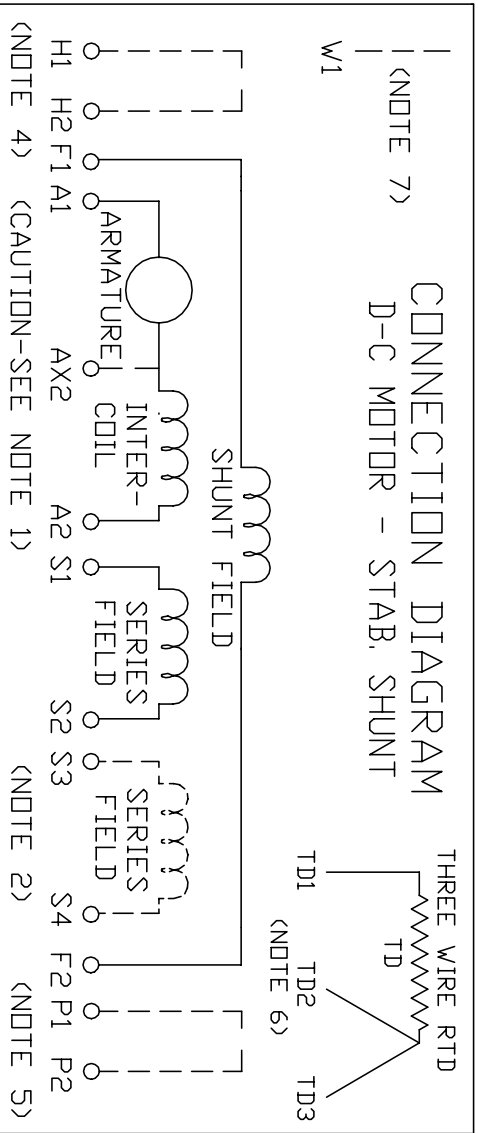 CONNECTION DIAGRAM
D-C MOTOR - STAB. SHUNT
W1
(NOTE 7)
THREE WIRE RTD
TD
TD1
TD2
TD3
(NOTE 6)
SHUNT FIELD
ARMATURE
INTER-
COIL
SERIES
FIELD
SERIES
FIELD
H1 H2 F1 A1 AX2 A2 S1 S2 S3 S4 F2 P1 P2
(NOTE 4) (CAUTION-SEE NOTE 1) (NOTE 2) (NOTE 5)